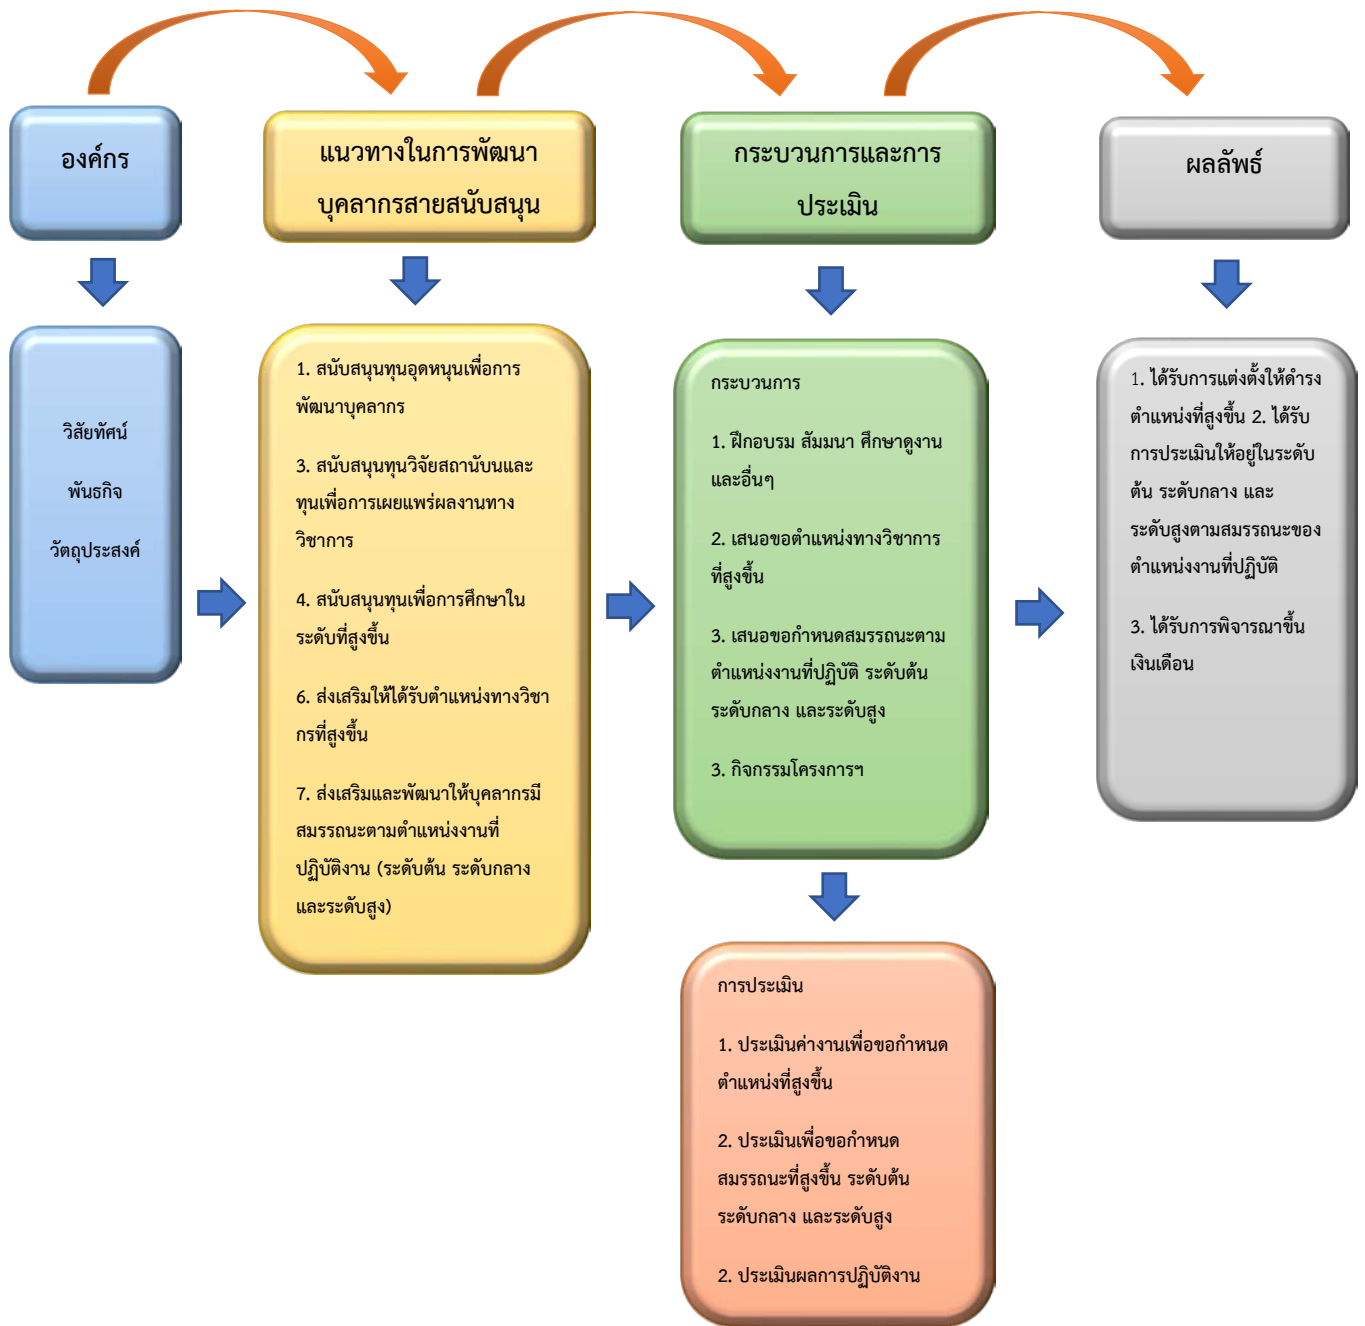 องค์กร
แนวทางในการพัฒนา
บุคลากรสายสนับสนุน
กระบวนการและการ
ประเมิน
ผลลัพธ์
วิสัยทัศน์
พันธกิจ
วัตถุประสงค์
1. สนับสนุนทุนอุดหนุนเพื่อการ
พัฒนาบุคลากร
3. สนับสนุนทุนวิจัยสถานับนและ
ทุนเพื่อการเผยแพร่ผลงานทาง
วิชาการ
4. สนับสนุนทุนเพื่อการศึกษาใน
ระดับที่สูงขึ้น
6. ส่งเสริมให้ได้รับตำแหน่งทางวิชา
กรที่สูงขึ้น
7. ส่งเสริมและพัฒนาให้บุคลากรมี
สมรรถนะตามตำแหน่งงานที่
ปฏิบัติงาน (ระดับต้น ระดับกลาง
และระดับสูง)
กระบวนการ
1. ฝึกอบรม สัมมนา ศึกษาดูงาน
และอื่นๆ
2. เสนอขอตำแหน่งทางวิชาการ
ที่สูงขึ้น
3. เสนอขอกำหนดสมรรถนะตาม
ตำแหน่งงานที่ปฏิบัติ ระดับต้น
ระดับกลาง และระดับสูง
3. กิจกรรมโครงการฯ
การประเมิน
1. ประเมินค่างานเพื่อขอกำหนด
ตำแหน่งที่สูงขึ้น
2. ประเมินเพื่อขอกำหนด
สมรรถนะที่สูงขึ้น ระดับต้น
ระดับกลาง และระดับสูง
2. ประเมินผลการปฏิบัติงาน
1. ได้รับการแต่งตั้งให้ดำรง
ตำแหน่งที่สูงขึ้น 2. ได้รับ
การประเมินให้อยู่ในระดับ
ต้น ระดับกลาง และ
ระดับสูงตามสมรรถนะของ
ตำแหน่งงานที่ปฏิบัติ
3. ได้รับการพิจารณาขึ้น
เงินเดือน